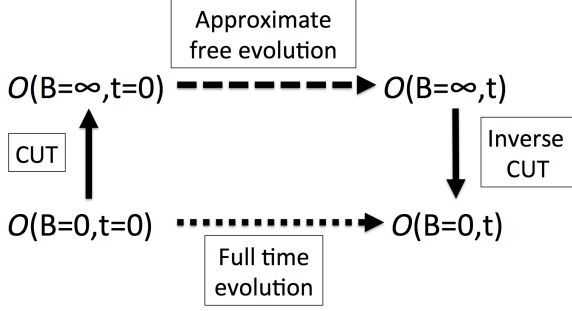 Approximate
free evolution
O(B=∞,t=0)
O(B=∞,t)
CUT
Inverse
CUT
O(B=0,t=0)
O(B=0,t)
Full time
evolution